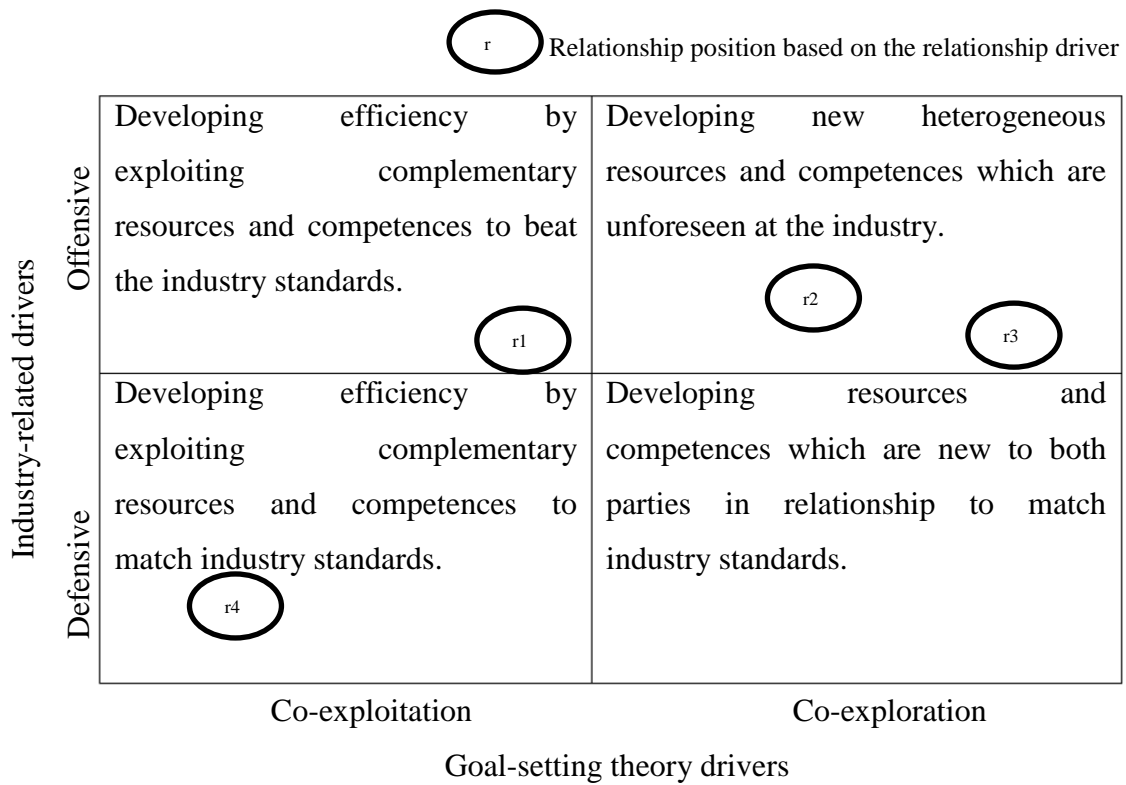 r Relationship position based on the relationship driver
Developing efficiency by
exploiting complementary
resources and competences to beat
the industry standards.
r1
Developing new heterogeneous
resources and competences which are
unforeseen at the industry.
r2
r3
Offensive
Industry-related drivers
Defensive
Developing efficiency by
exploiting complementary
resources and competences to
match industry standards.
r4
Developing resources and
competences which are new to both
parties in relationship to match
industry standards.
Co-exploitation
Co-exploration
Goal-setting theory drivers